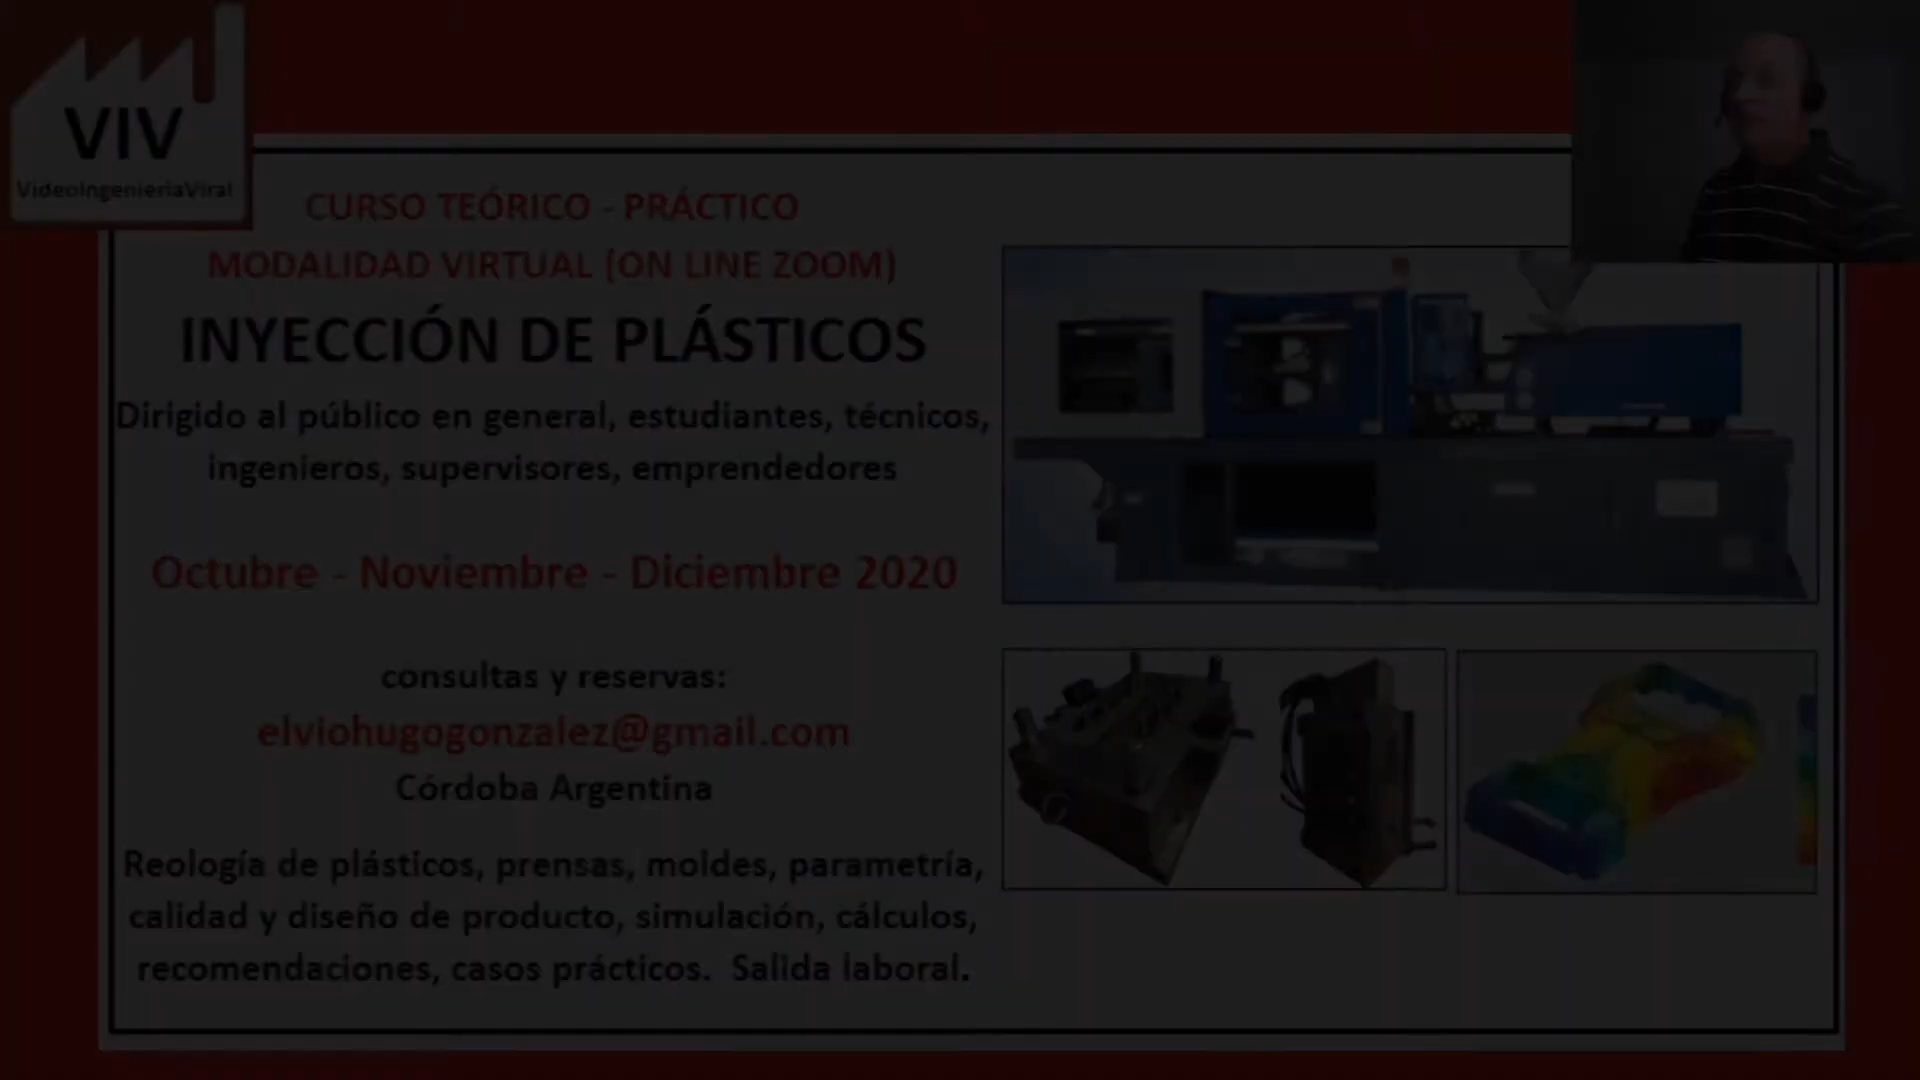 VIV
VideoIngenieriaViral
CURSO TEÓRICO - PRÁCTICO
MODALIDAD VIRTUAL (ON LINE ZOOM)
INYECCIÓN DE PLÁSTICOS
Dirigido al público en general, estudiantes, técnicos,
ingenieros, supervisores, emprendedores
Octubre - Noviembre - Diciembre 2020
consultas y reservas:
elviohugogonzalez@gmail.com
Córdoba Argentina
Reología de plásticos, prensas, moldes, parametría,
calidad y diseño de producto, simulación, cálculos,
recomendaciones, casos prácticos. Salida laboral.